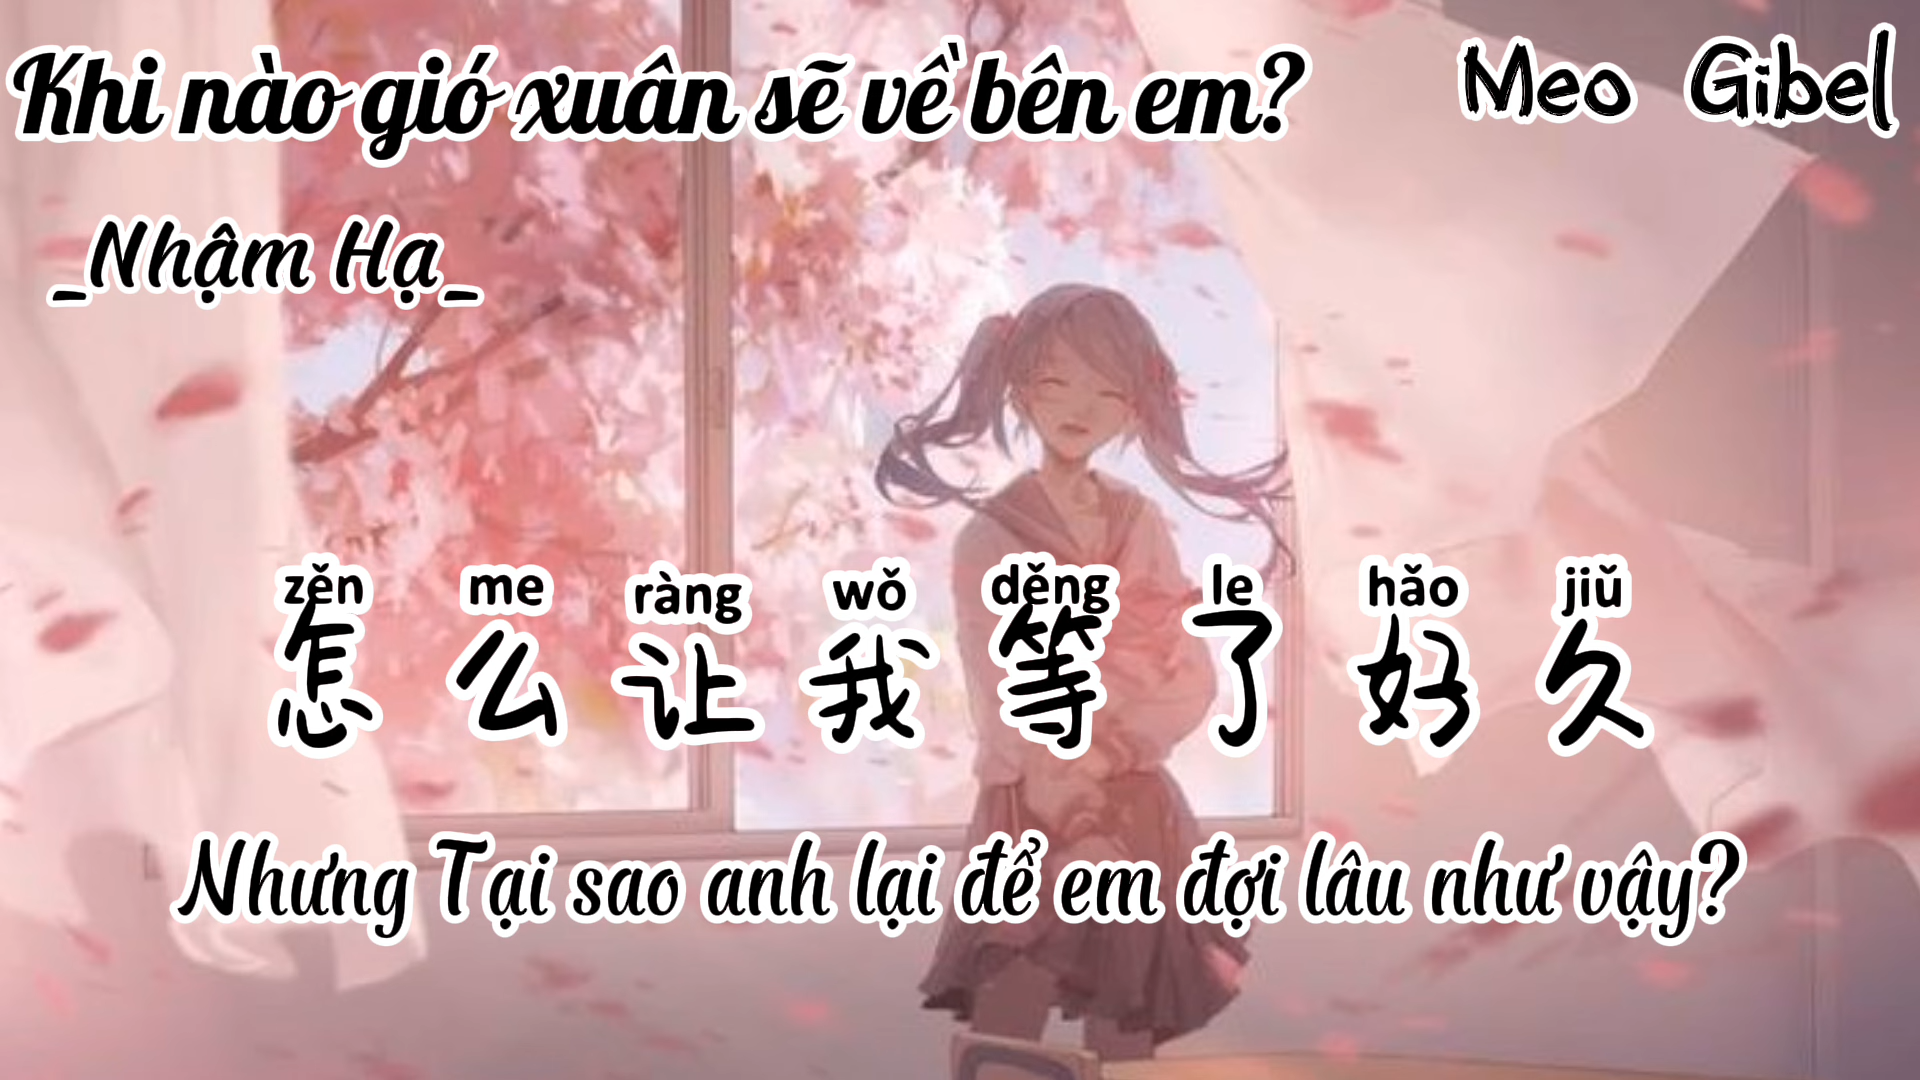 Khi nào gió xuân sẽ về bên em?
Meo Gibel
_Nhậm Hạ_
zěn me ràng wǒ děng le hǎo jiǔ
怎么让我等了好久
Nhưng Tại sao anh lại để em đợi lâu như vậy?